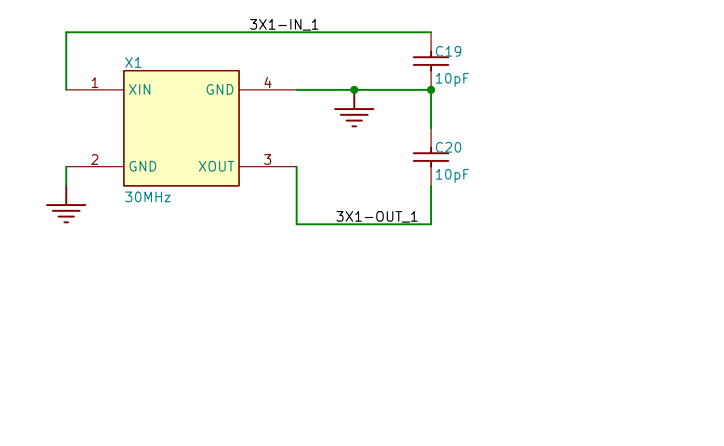 3X1-IN_1
C19
10pF
X1
1 XIN GND 4
C20
10pF
2 GND XOUT 3
30MHz
3X1-OUT_1